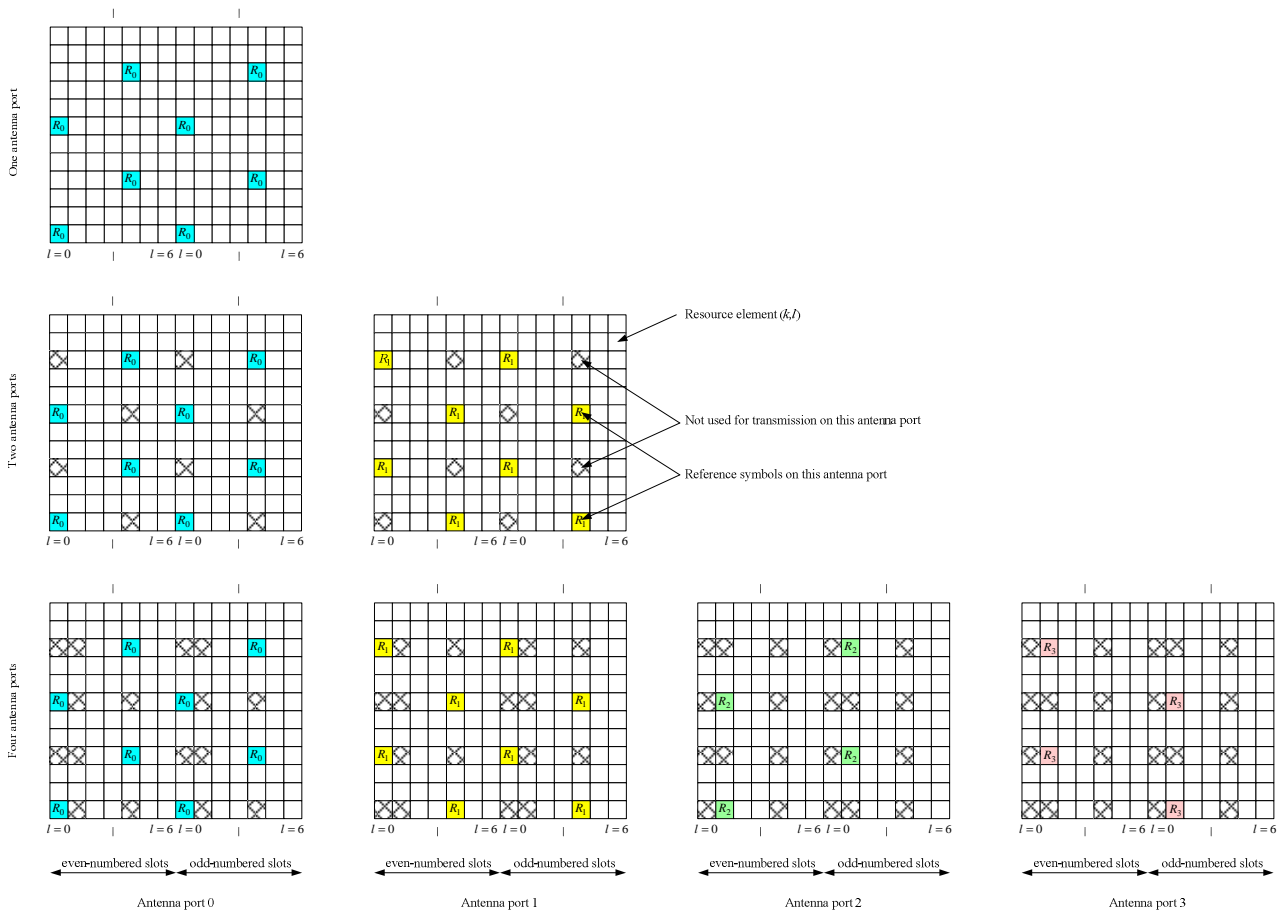 One antenna port
R0 R0
R0 R0
R0 R0
R0 R0
l = 0 l = 6 l = 0 l = 6
Two antenna ports
R0 R0
R0 R0
R0 R0
R0 R0
l = 0 l = 6 l = 0 l = 6
R1 R1
R1 R1
R1 R1
R1 R1
l = 0 l = 6 l = 0 l = 6
Resource element (k,l)
Not used for transmission on this antenna port
Reference symbols on this antenna port
Four antenna ports
R0 R0
R0 R0
R0 R0
R0 R0
l = 0 l = 6 l = 0 l = 6
even-numbered slots odd-numbered slots
Antenna port 0
R1 R1
R1 R1
R1 R1
R1 R1
l = 0 l = 6 l = 0 l = 6
even-numbered slots odd-numbered slots
Antenna port 1
R2
R2
R2
R2
l = 0 l = 6 l = 0 l = 6
even-numbered slots odd-numbered slots
Antenna port 2
R3
R3
R3
R3
l = 0 l = 6 l = 0 l = 6
even-numbered slots odd-numbered slots
Antenna port 3